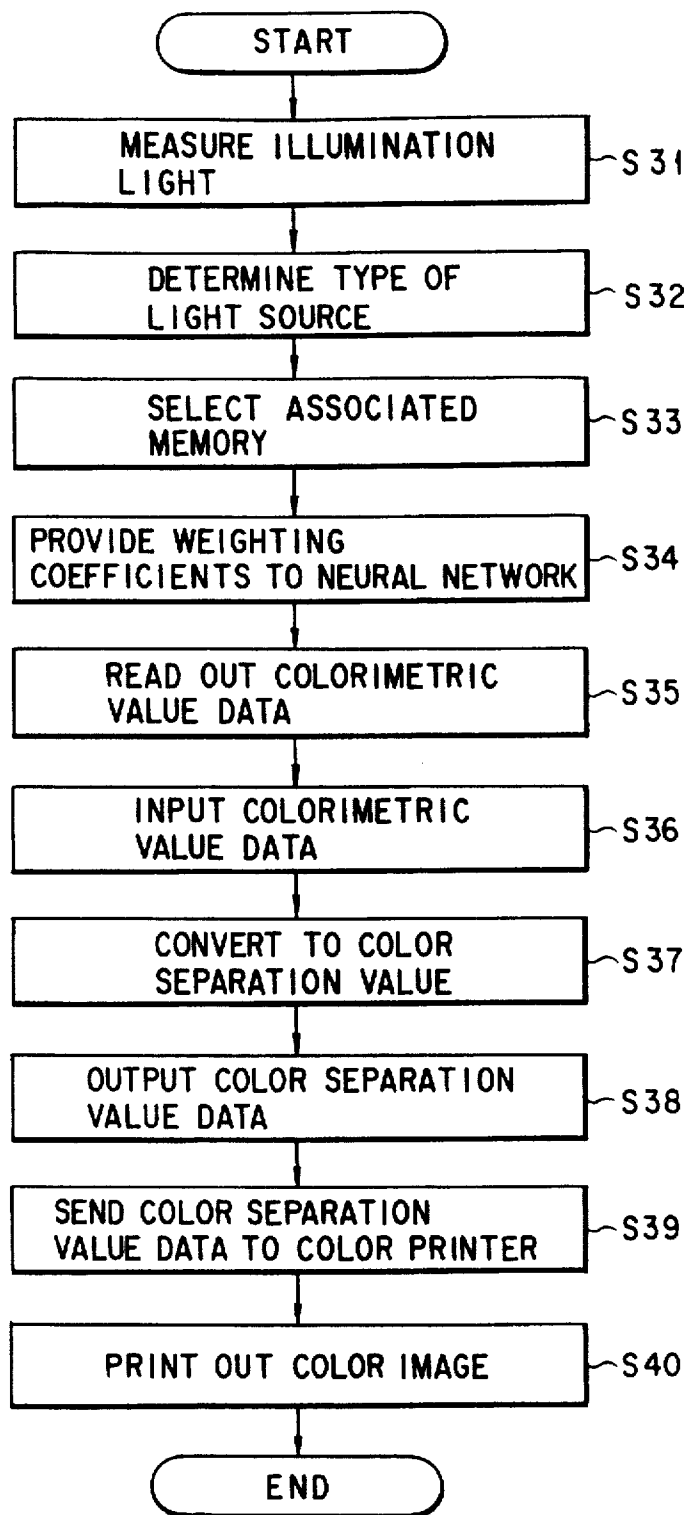 START
MEASURE ILLUMINATION
LIGHT
S31
DETERMINE TYPE OF
LIGHT SOURCE
S32
SELECT ASSOCIATED
MEMORY
S33
PROVIDE WEIGHTING
COEFFICIENTS TO NEURAL NETWORK
S34
READ OUT COLORIMETRIC
VALUE DATA
S35
INPUT COLORIMETRIC
VALUE DATA
S36
CONVERT TO COLOR
SEPARATION VALUE
S37
OUTPUT COLOR SEPARATION
VALUE DATA
S38
SEND COLOR SEPARATION
VALUE DATA TO COLOR PRINTER
S39
PRINT OUT COLOR IMAGE
S40
END